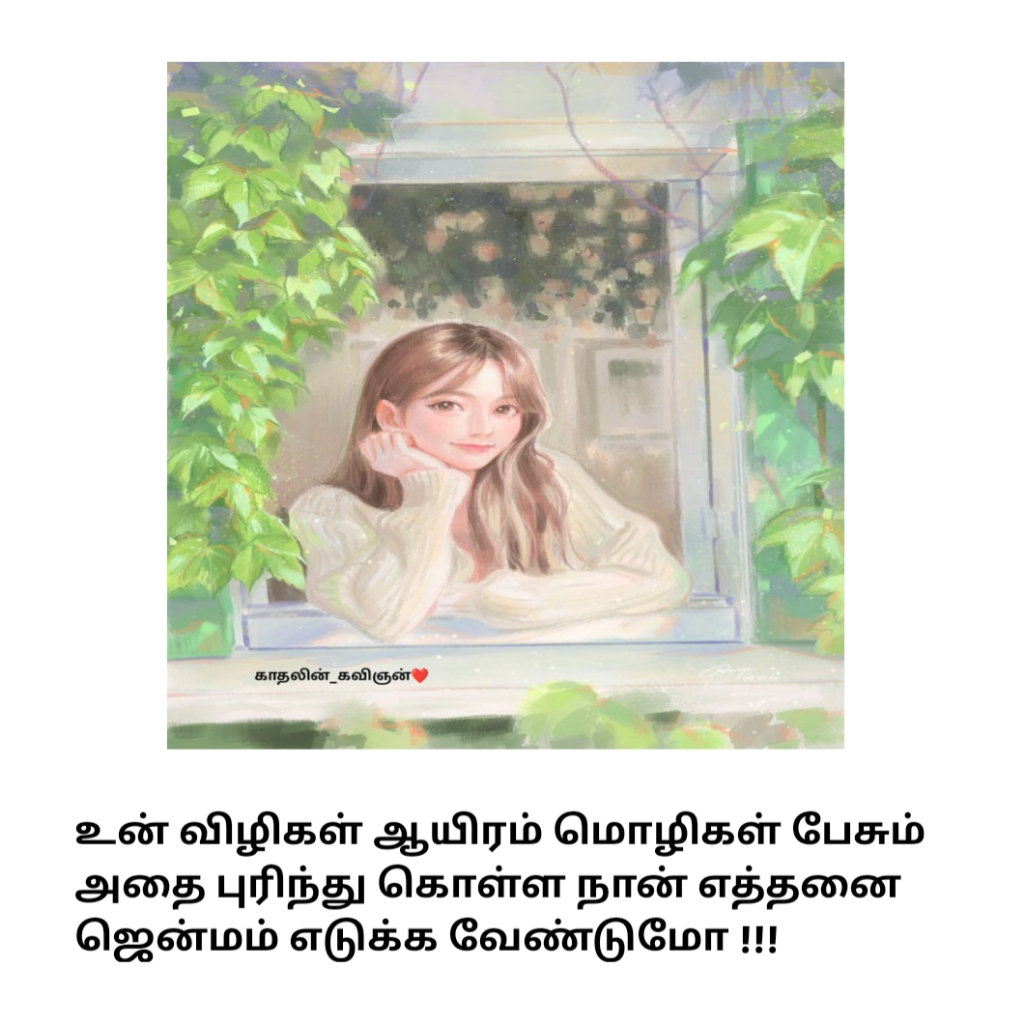 காதலின்_கவிஞன்❤️
உன் விழிகள் ஆயிரம் மொழிகள் பேசும்
அதை புரிந்து கொள்ள நான் எத்தனை
ஜென்மம் எடுக்க வேண்டுமோ !!!